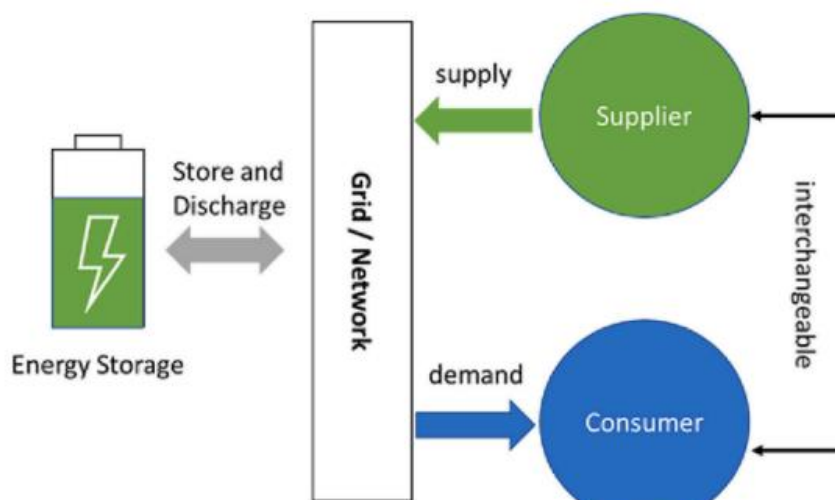 supply
Supplier
Store and
Discharge
Grid / Network
interchangeable
Energy Storage
demand
Consumer